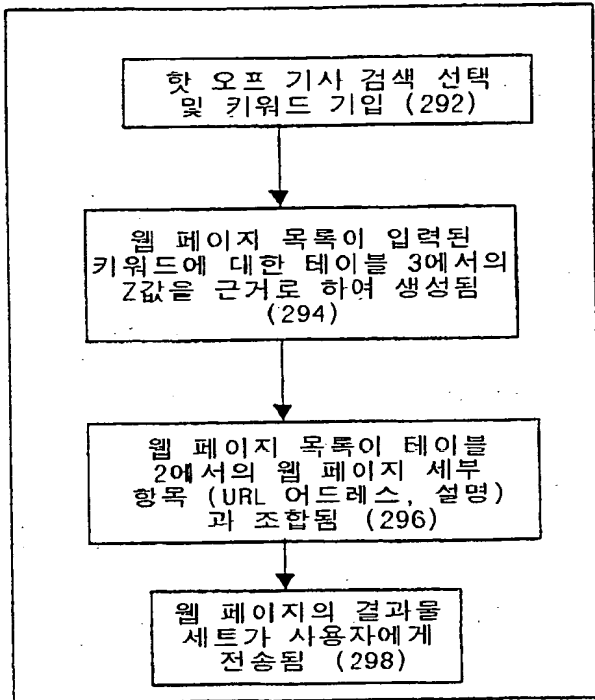 핫 오프 기사 검색 선택
및 키워드 기입 (292)
웹 페이지 목록이 입력된
키워드에 대한 테이블 3에서의
Z값을 근거로 하여 생성됨
(294)
웹 페이지 목록이 테이블
2에서의 웹 페이지 세부
항목 (URL 어드레스, 설명)
과 조합됨 (296)
웹 페이지의 결과물
세트가 사용자에게
전송됨 (298)